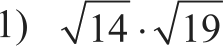 1) √14 · √19